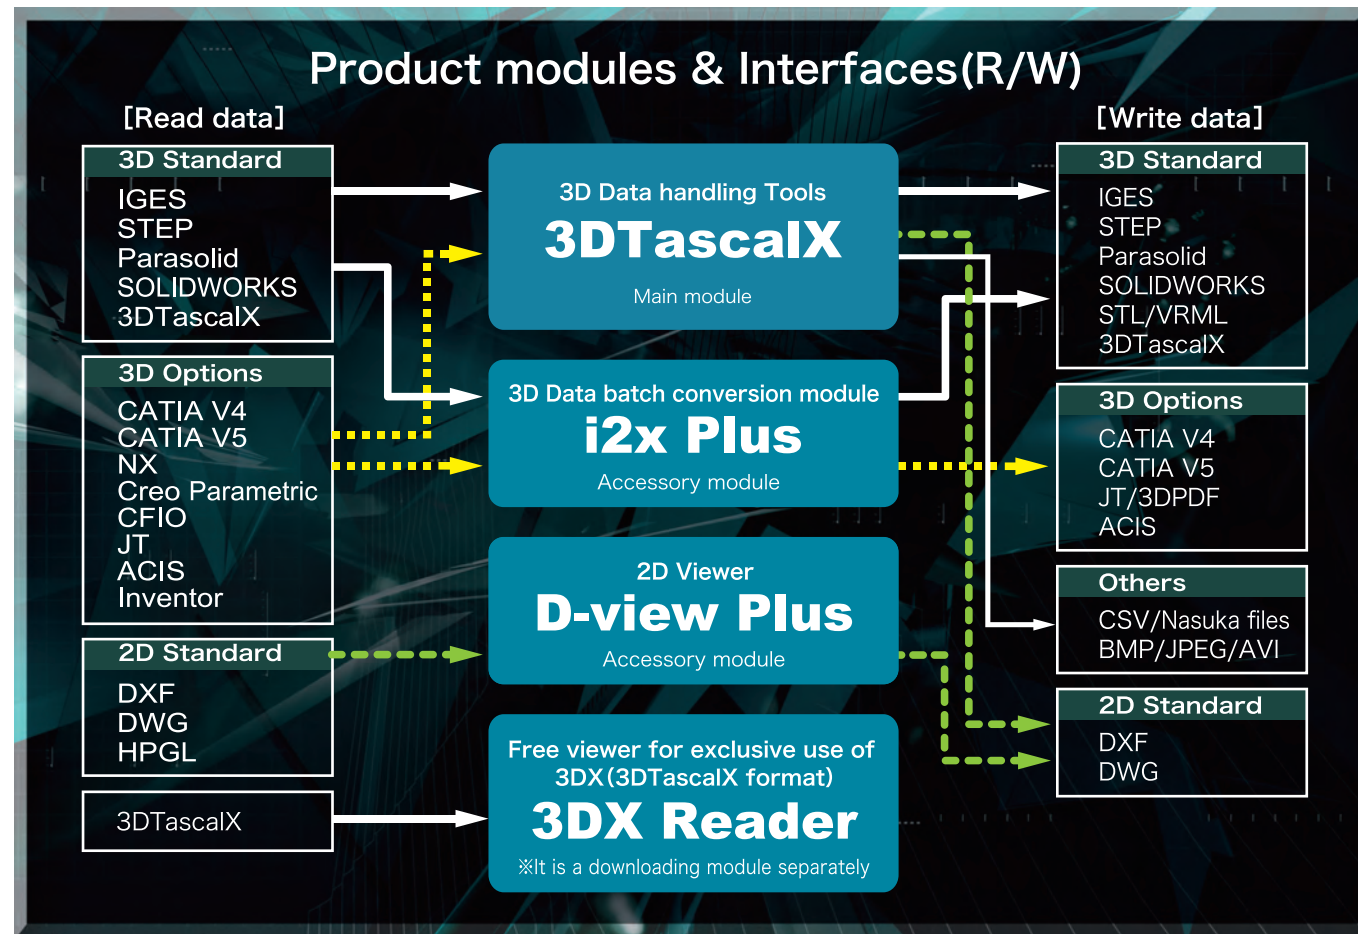 Product modules & Interfaces(R/W)
[Read data]
3D Standard
IGES
STEP
Parasolid
SOLIDWORKS
3DTascalX
3D Options
CATIA V4
CATIA V5
NX
Creo Parametric
CFIO
JT
ACIS
Inventor
2D Standard
DXF
DWG
HPGL
3DTascalX
3D Data handling Tools
3DTascalX
Main module
3D Data batch conversion module
i2x Plus
Accessory module
2D Viewer
D-view Plus
Accessory module
Free viewer for exclusive use of
3DX(3DTascalX format)
3DX Reader
※It is a downloading module separately
[Write data]
3D Standard
IGES
STEP
Parasolid
SOLIDWORKS
STL/VRML
3DTascalX
3D Options
CATIA V4
CATIA V5
JT/3DPDF
ACIS
Others
CSV/Nasuka files
BMP/JPEG/AVI
2D Standard
DXF
DWG